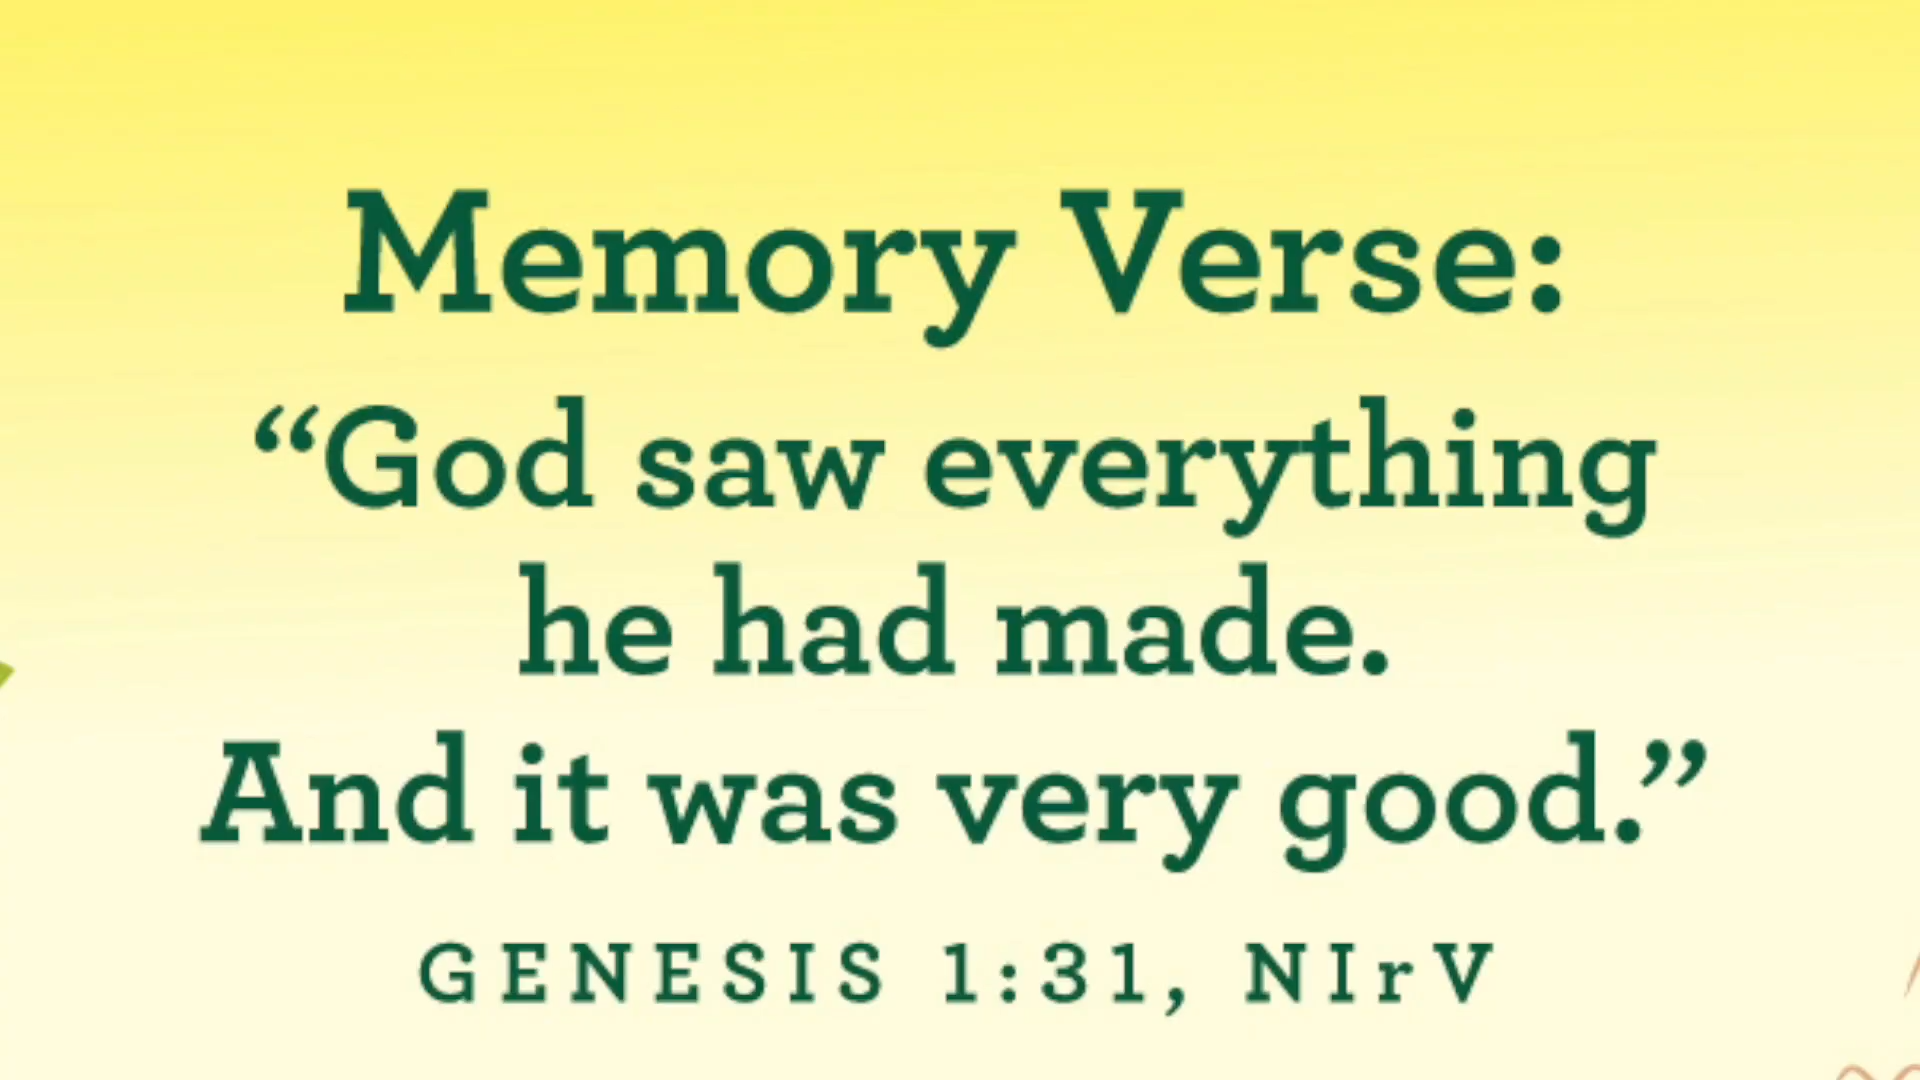 Memory Verse:
“God saw everything
he had made.
And it was very good.”
GENESIS 1:31, NIrV